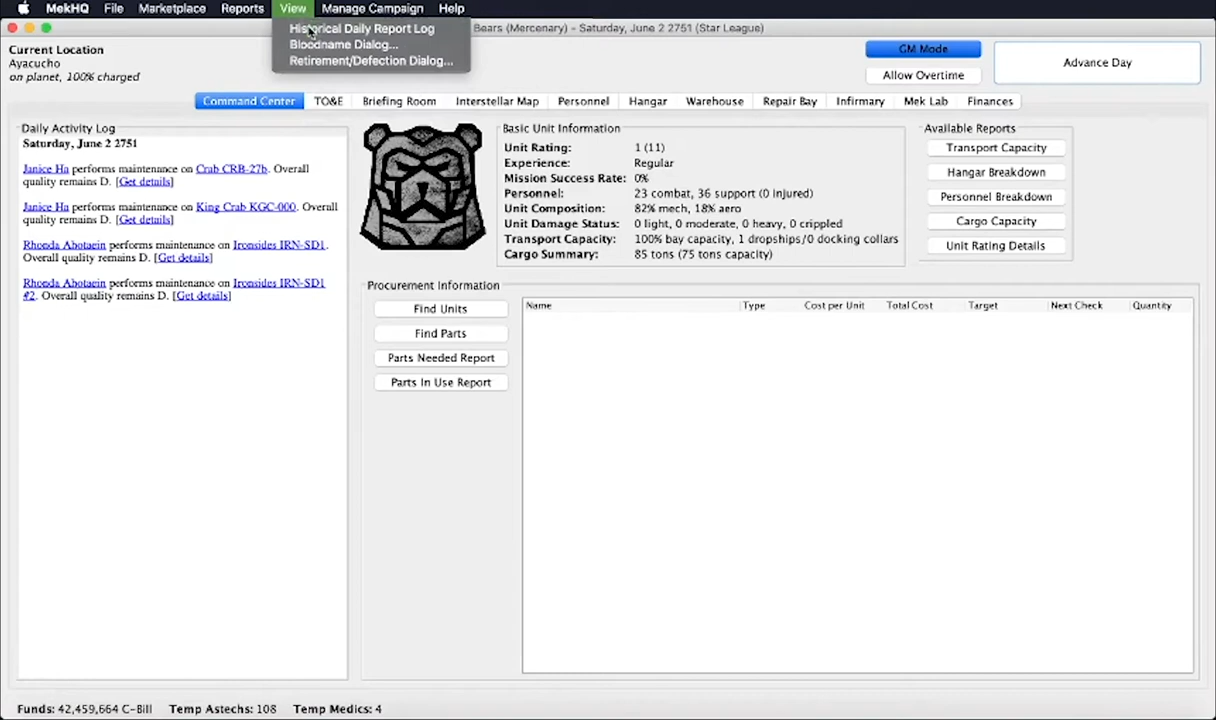 MekHQ File Marketplace Reports View Manage Campaign Help
Bears (Mercenary) - Saturday, June 2 2751 (Star League)
Historical Daily Report Log
Bloodname Dialog...
Retirement/Defection Dialog...
Current Location
Ayacucho
on planet, 100% charged
GM Mode
Allow Overtime
Advance Day
Command Center TO&E Briefing Room Interstellar Map Personnel Hangar Warehouse Repair Bay Infirmary Mek Lab Finances
Daily Activity Log
Saturday, June 2 2751
Janice Ha performs maintenance on Crab CRB-27b. Overall
quality remains D. [Get details]
Janice Ha performs maintenance on King Crab KGC-000. Overall
quality remains D. [Get details]
Rhonda Abotaein performs maintenance on Ironsides IRN-SD1.
Overall quality remains D. [Get details]
Rhonda Abotaein performs maintenance on Ironsides IRN-SD1
#2. Overall quality remains D. [Get details]
Basic Unit Information
Unit Rating: 1 (11)
Experience: Regular
Mission Success Rate: 0%
Personnel: 23 combat, 36 support (0 injured)
Unit Composition: 82% mech, 18% aero
Unit Damage Status: 0 light, 0 moderate, 0 heavy, 0 crippled
Transport Capacity: 100% bay capacity, 1 dropships/0 docking collars
Cargo Summary: 85 tons (75 tons capacity)
Available Reports
Transport Capacity
Hangar Breakdown
Personnel Breakdown
Cargo Capacity
Unit Rating Details
Procurement Information
Find Units
Find Parts
Parts Needed Report
Parts In Use Report
Name Type Cost per Unit Total Cost Target Next Check Quantity
Funds: 42,459,664 C-Bill Temp Astechs: 108 Temp Medics: 4